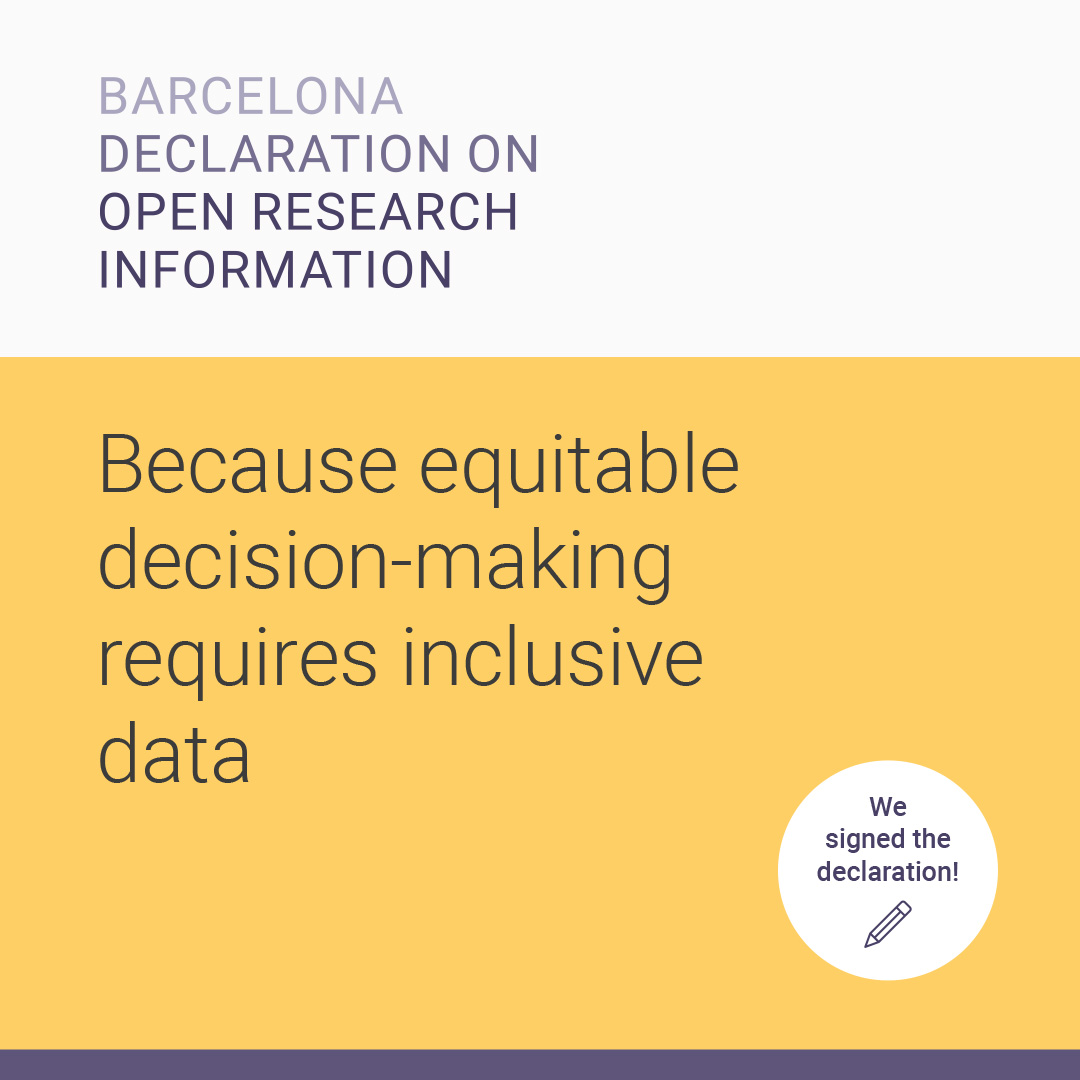 BARCELONA
DECLARATION ON
OPEN RESEARCH
INFORMATION
Because equitable
decision-making
requires inclusive
data
We
signed the
declaration!